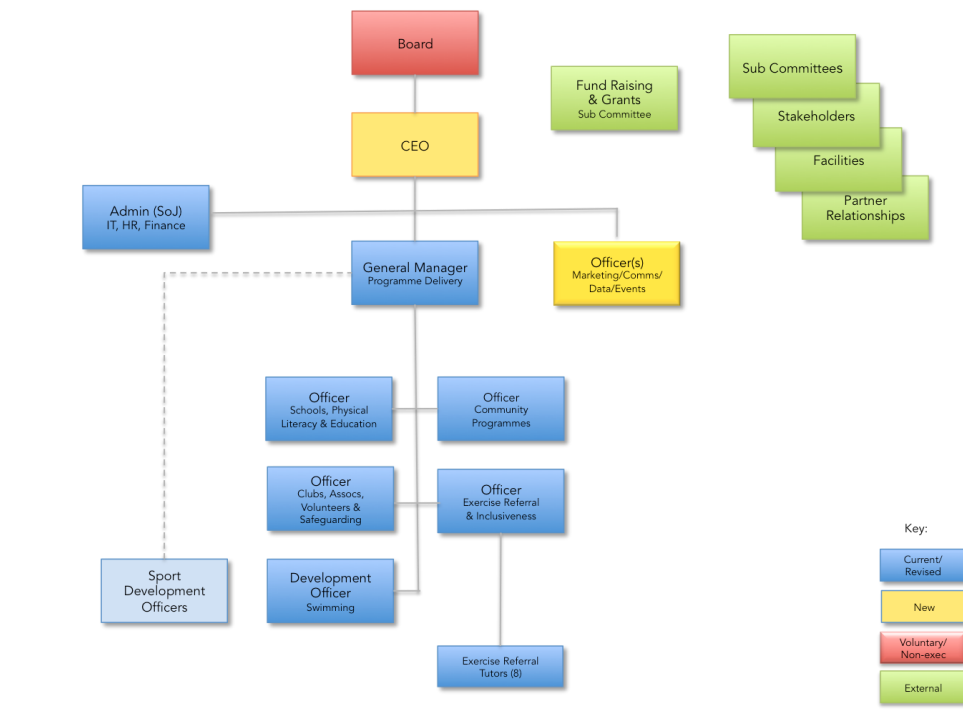 Board
Fund Raising
& Grants
Sub Committee
Sub Committees
Stakeholders
Facilities
Partner
Relationships
CEO
Admin (SoJ)
IT, HR, Finance
General Manager
Programme Delivery
Officer(s)
Marketing/Comms/
Data/Events
Officer
Schools, Physical
Literacy & Education
Officer
Community
Programmes
Officer
Clubs, Assocs,
Volunteers &
Safeguarding
Officer
Exercise Referral
& Inclusiveness
Sport
Development
Officers
Development
Officer
Swimming
Exercise Referral
Tutors (8)
Key:
Current/
Revised
New
Voluntary/
Non-exec
External